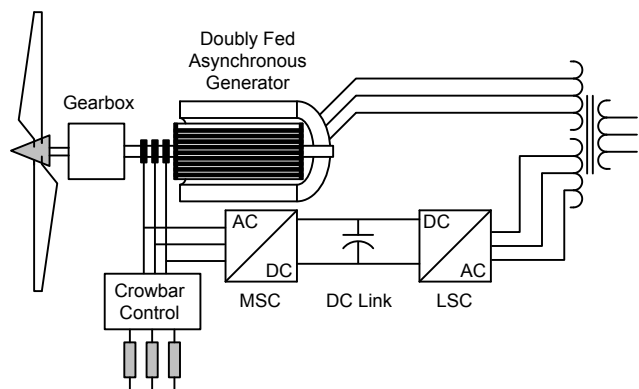 Doubly Fed
Asynchronous
Generator
Gearbox
AC
DC
DC
AC
Crowbar
Control
MSC
DC Link
LSC